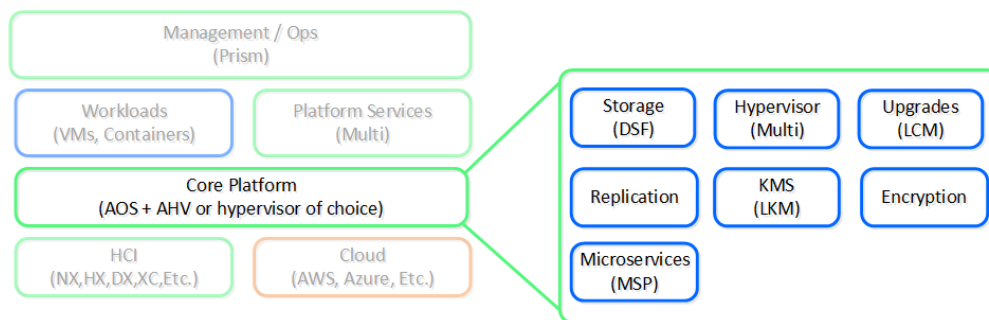 Management / Ops
(Prism)
Workloads
(VMs, Containers)
Platform Services
(Multi)
Core Platform
(AOS + AHV or hypervisor of choice)
HCI
(NX,HX,DX,XC,Etc.)
Cloud
(AWS, Azure, Etc.)
Storage
(DSF)
Hypervisor
(Multi)
Upgrades
(LCM)
Replication
KMS
(LKM)
Encryption
Microservices
(MSP)